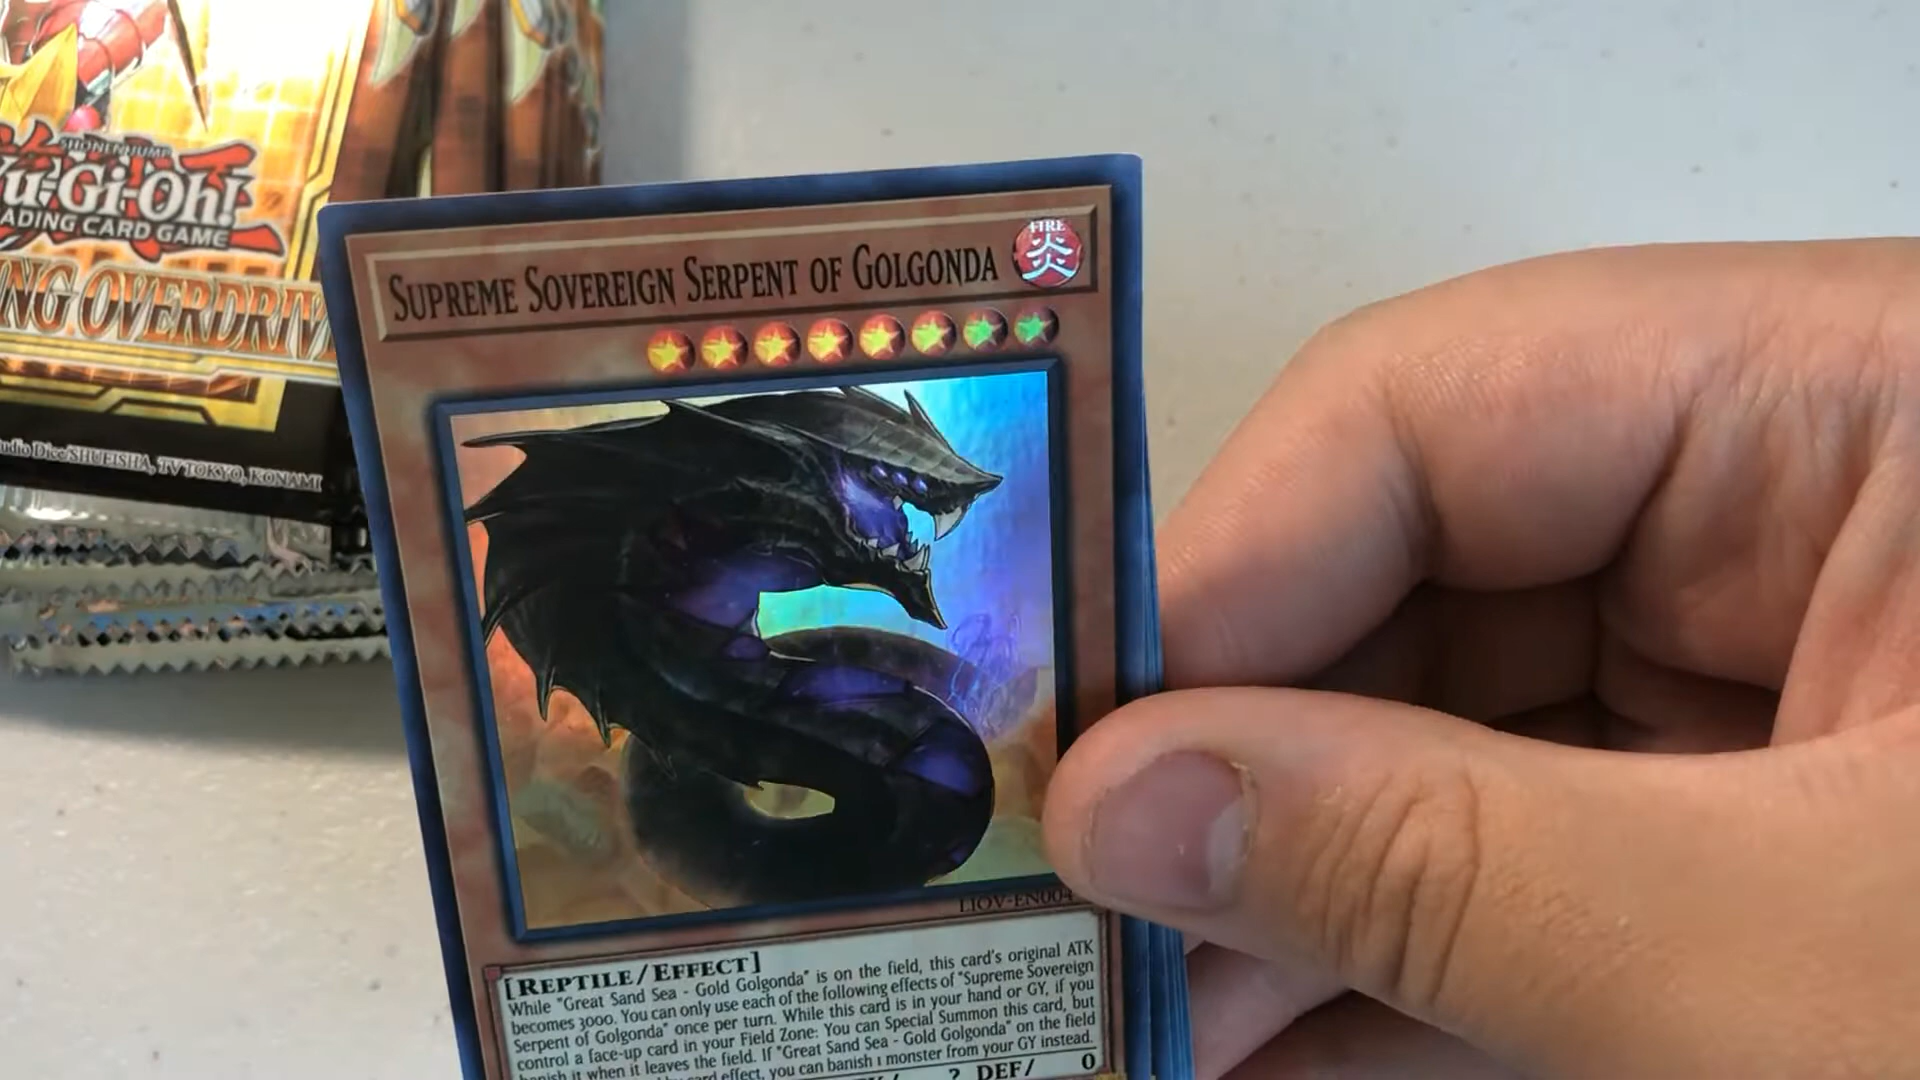 SHONEN JUMP
Yu-Gi-Oh!
ADING CARD GAME
NG OVERDRIV
udio Dice/SHUEISHA, TV TOKYO, KONAMI
SUPREME SOVEREIGN SERPENT OF GOLGONDA
FIRE
炎
LIOV-EN004
[REPTILE/EFFECT]
While "Great Sand Sea - Gold Golgonda" is on the field, this card's original ATK
becomes 3000. You can only use each of the following effects of "Supreme Sovereign
Serpent of Golgonda" once per turn. While this card is in your hand or GY, if you
control a face-up card in your Field Zone: You can Special Summon this card, but
banish it when it leaves the field. If "Great Sand Sea - Gold Golgonda" on the field
card effect, you can banish 1 monster from your GY instead.
? DEF/ 0